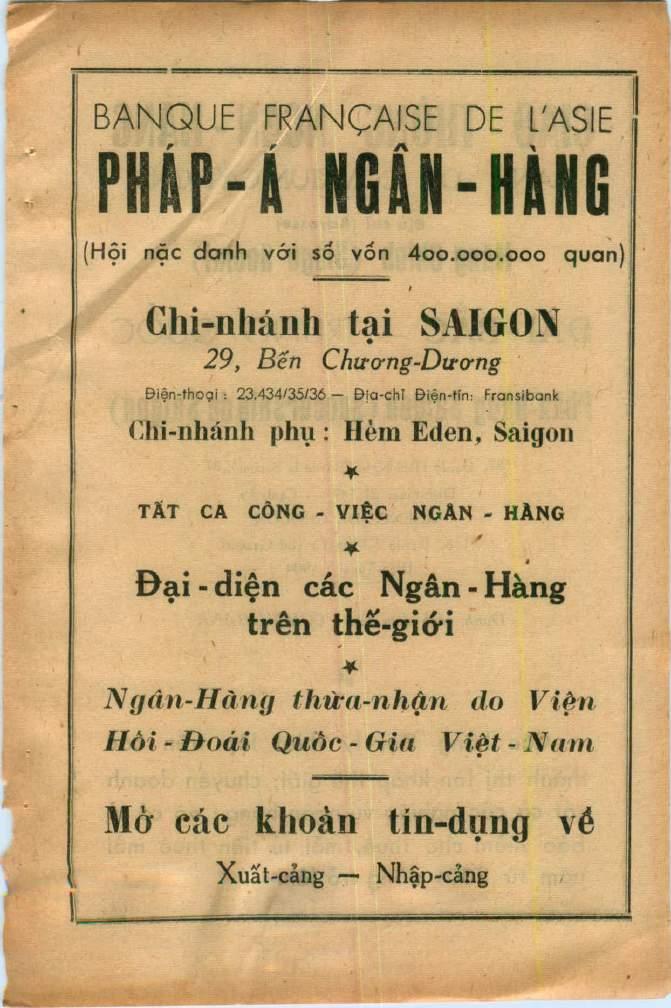 BANQUE FRANÇAISE DE L'ASIE
PHÁP - Á NGÂN - HÀNG
(Hội nặc danh với số vốn 400.000.000 quan)
Chi-nhánh tại SAIGON
29, Bến Chương-Dương
Điện-thoại : 23.434/35/36 — Địa-chỉ Điện-tín: Fransibank
Chi-nhánh phụ : Hẻm Eden, Saigon
TẤT CA CÔNG - VIỆC NGÂN - HÀNG
Đại - diện các Ngân - Hàng
trên thế-giới
Ngân-Hàng thừa-nhận do Viện
Hối - Đoái Quốc - Gia Việt - Nam
Mở các khoản tín-dụng về
Xuất-cảng — Nhập-cảng